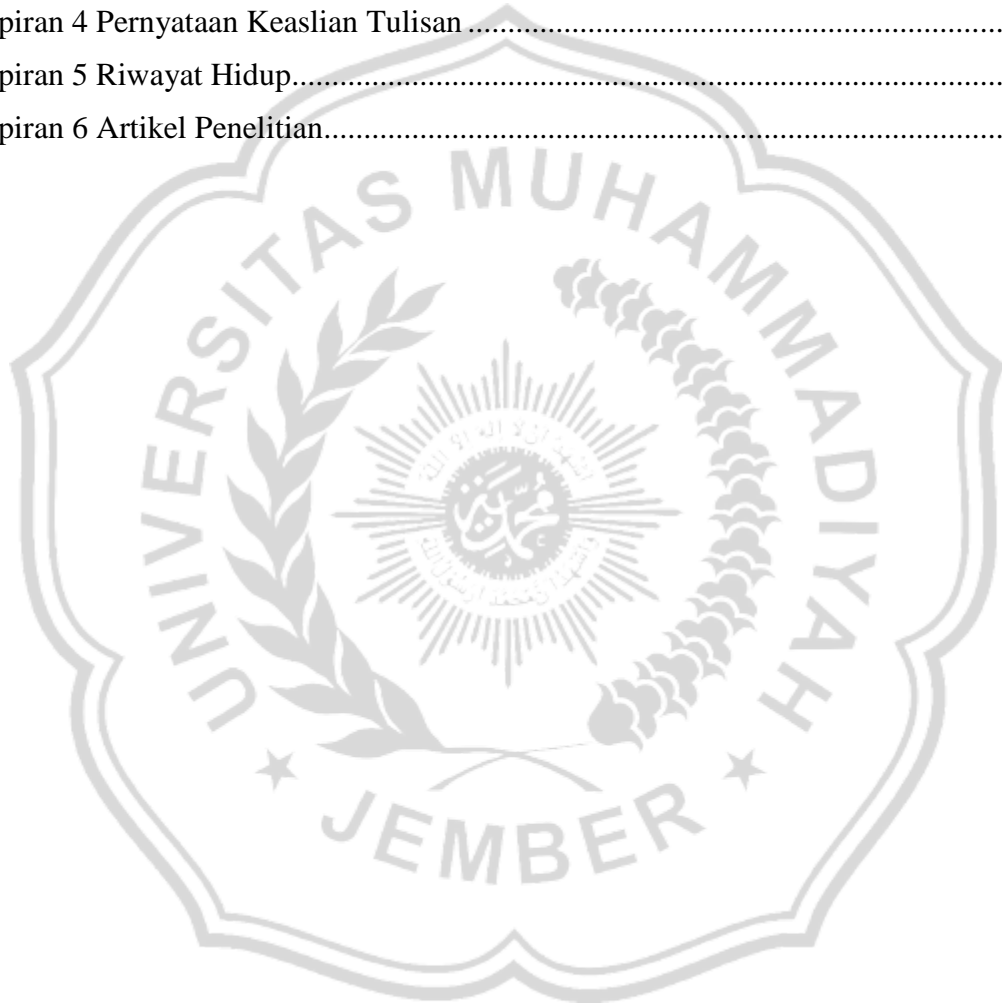 piran 4 Pernyataan Keaslian Tulisan ........................................................................
piran 5 Riwayat Hidup...............................................................................................
piran 6 Artikel Penelitian..........................................................................................
UNIVERSITAS MUHAMMADIYAH
JEMBER